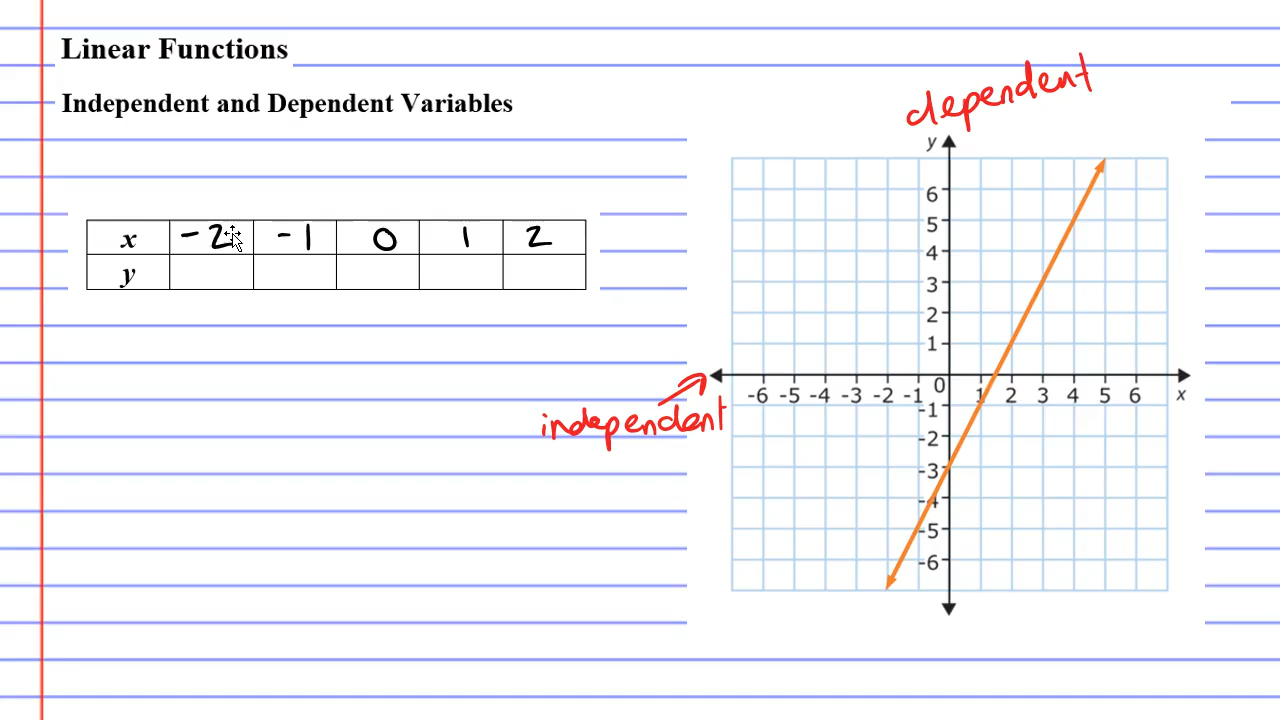 Linear Functions
Independent and Dependent Variables
x -2 -1 0 1 2
y
dependent
y
6
5
4
3
2
1
0
-6 -5 -4 -3 -2 -1 1 2 3 4 5 6 x
-1
-2
-3
-4
-5
-6
independent